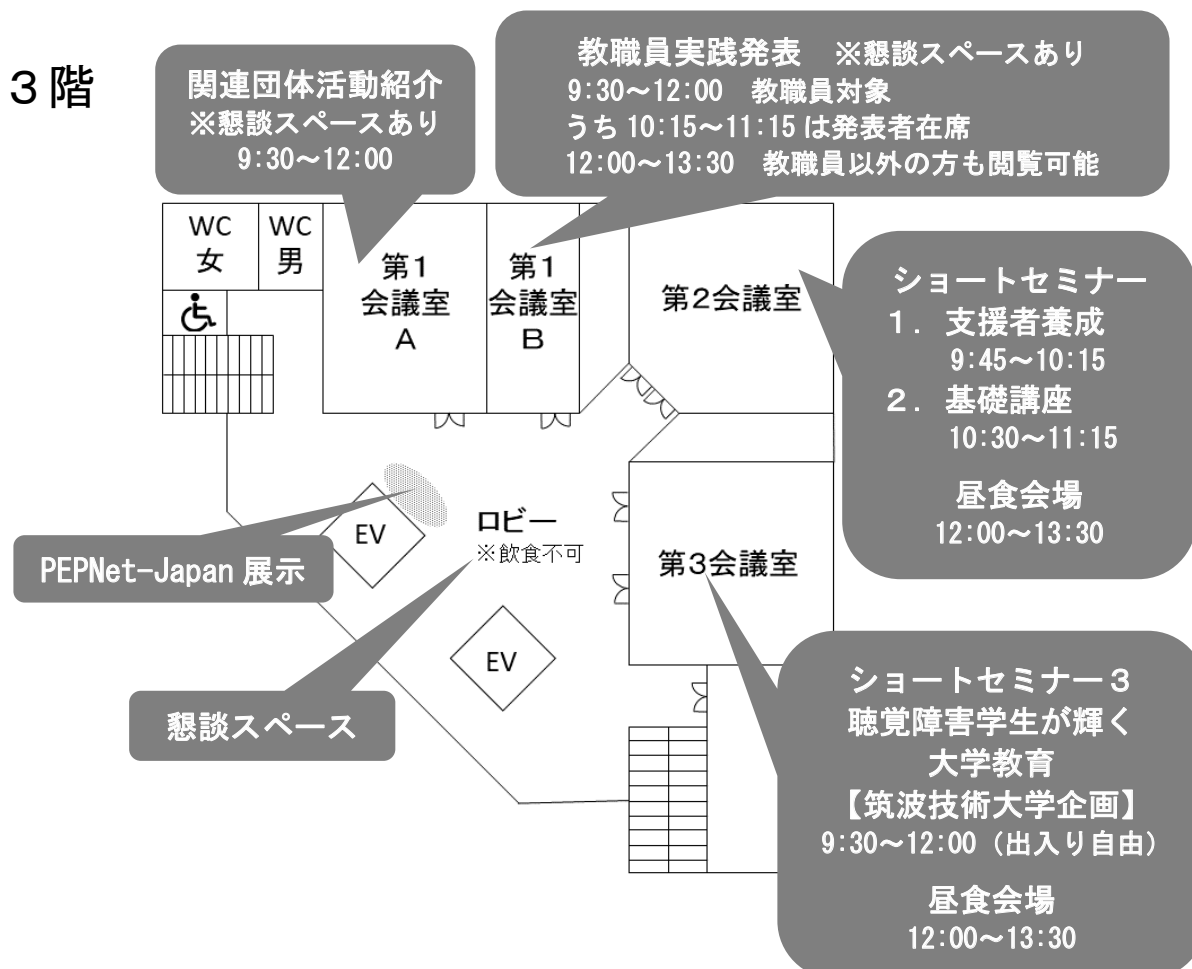 3階
関連団体活動紹介
※懇談スペースあり
9:30～12:00
教職員実践発表　※懇談スペースあり
9:30～12:00　教職員対象
うち 10:15～11:15 は発表者在席
12:00～13:30　教職員以外の方も閲覧可能
WC
女
WC
男
第1
会議室
A
第1
会議室
B
第2会議室
ショートセミナー
1．支援者養成
9:45～10:15
2．基礎講座
10:30～11:15
昼食会場
12:00～13:30
EV
ロビー
※飲食不可
PEPNet-Japan 展示
第3会議室
EV
懇談スペース
ショートセミナー3
聴覚障害学生が輝く
大学教育
【筑波技術大学企画】
9:30～12:00（出入り自由）
昼食会場
12:00～13:30